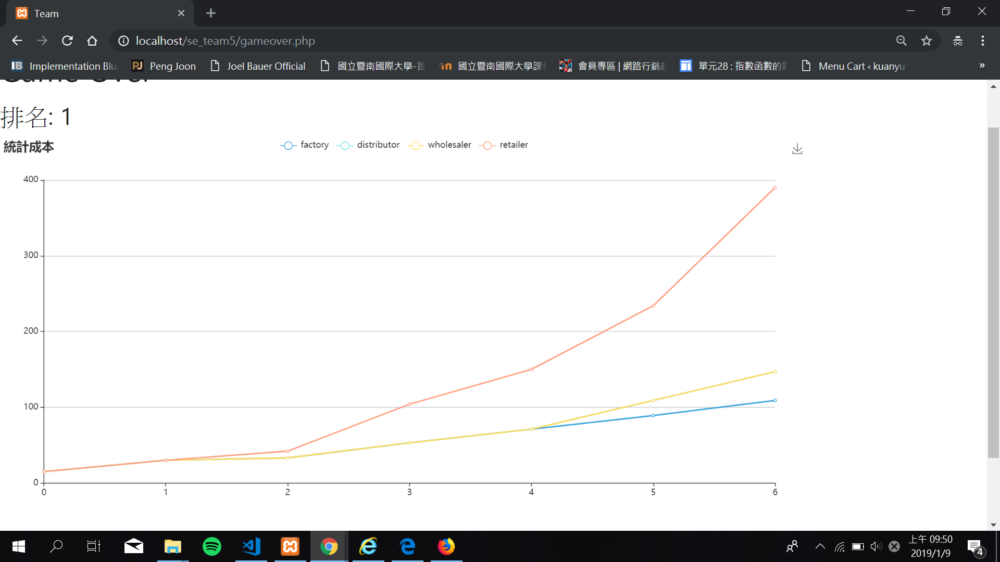 Team
localhost/se_team5/gameover.php
Implementation Blu
Peng Joon
Joel Bauer Official
國立暨南國際大學-首
國立暨南國際大學課
會員專區 | 網路行銷
單元28 : 指數函數的
Menu Cart ‹ kuanyu'
»
Game Over
排名: 1
統計成本
factory
distributor
wholesaler
retailer
400
300
200
100
0
0 1 2 3 4 5 6
上午 09:50
2019/1/9
4